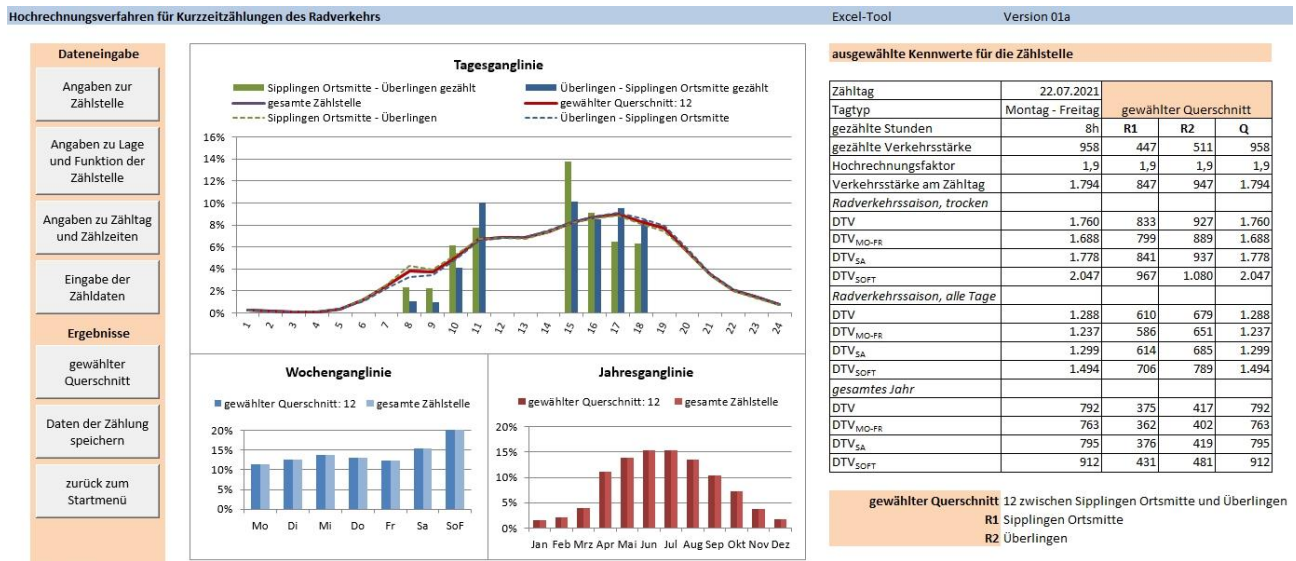 Hochrechnungsverfahren für Kurzzeitzählungen des Radverkehrs Excel-Tool Version 01a
Dateneingabe
Angaben zur
Zählstelle
Angaben zu Lage
und Funktion der
Zählstelle
Angaben zu Zähltag
und Zählzeiten
Eingabe der
Zähldaten
Ergebnisse
gewählter
Querschnitt
Daten der Zählung
speichern
zurück zum
Startmenü
Tagesganglinie
Sipplingen Ortsmitte - Überlingen gezählt Überlingen - Sipplingen Ortsmitte gezählt
gesamte Zählstelle gewählter Querschnitt: 12
Sipplingen Ortsmitte - Überlingen Überlingen - Sipplingen Ortsmitte
16%
14%
12%
10%
8%
6%
4%
2%
0%
1 2 3 4 5 6 7 8 9 10 11 12 13 14 15 16 17 18 19 20 21 22 23 24
Wochenganglinie
gewählter Querschnitt: 12 gesamte Zählstelle
20%
15%
10%
5%
0%
Mo Di Mi Do Fr Sa SoF
Jahresganglinie
gewählter Querschnitt: 12 gesamte Zählstelle
20%
15%
10%
5%
0%
Jan Feb Mrz Apr Mai Jun Jul Aug Sep Okt Nov Dez
ausgewählte Kennwerte für die Zählstelle
Zähltag 22.07.2021
Tagtyp Montag - Freitag gewählter Querschnitt
gezählte Stunden 8h R1 R2 Q
gezählte Verkehrsstärke 958 447 511 958
Hochrechnungsfaktor 1,9 1,9 1,9 1,9
Verkehrsstärke am Zähltag 1.794 847 947 1.794
Radverkehrssaison, trocken
DTV 1.760 833 927 1.760
DTVMO-FR 1.688 799 889 1.688
DTVSA 1.778 841 937 1.778
DTVSOFT 2.047 967 1.080 2.047
Radverkehrssaison, alle Tage
DTV 1.288 610 679 1.288
DTVMO-FR 1.237 586 651 1.237
DTVSA 1.299 614 685 1.299
DTVSOFT 1.494 706 789 1.494
gesamtes Jahr
DTV 792 375 417 792
DTVMO-FR 763 362 402 763
DTVSA 795 376 419 795
DTVSOFT 912 431 481 912
gewählter Querschnitt 12 zwischen Sipplingen Ortsmitte und Überlingen
R1 Sipplingen Ortsmitte
R2 Überlingen